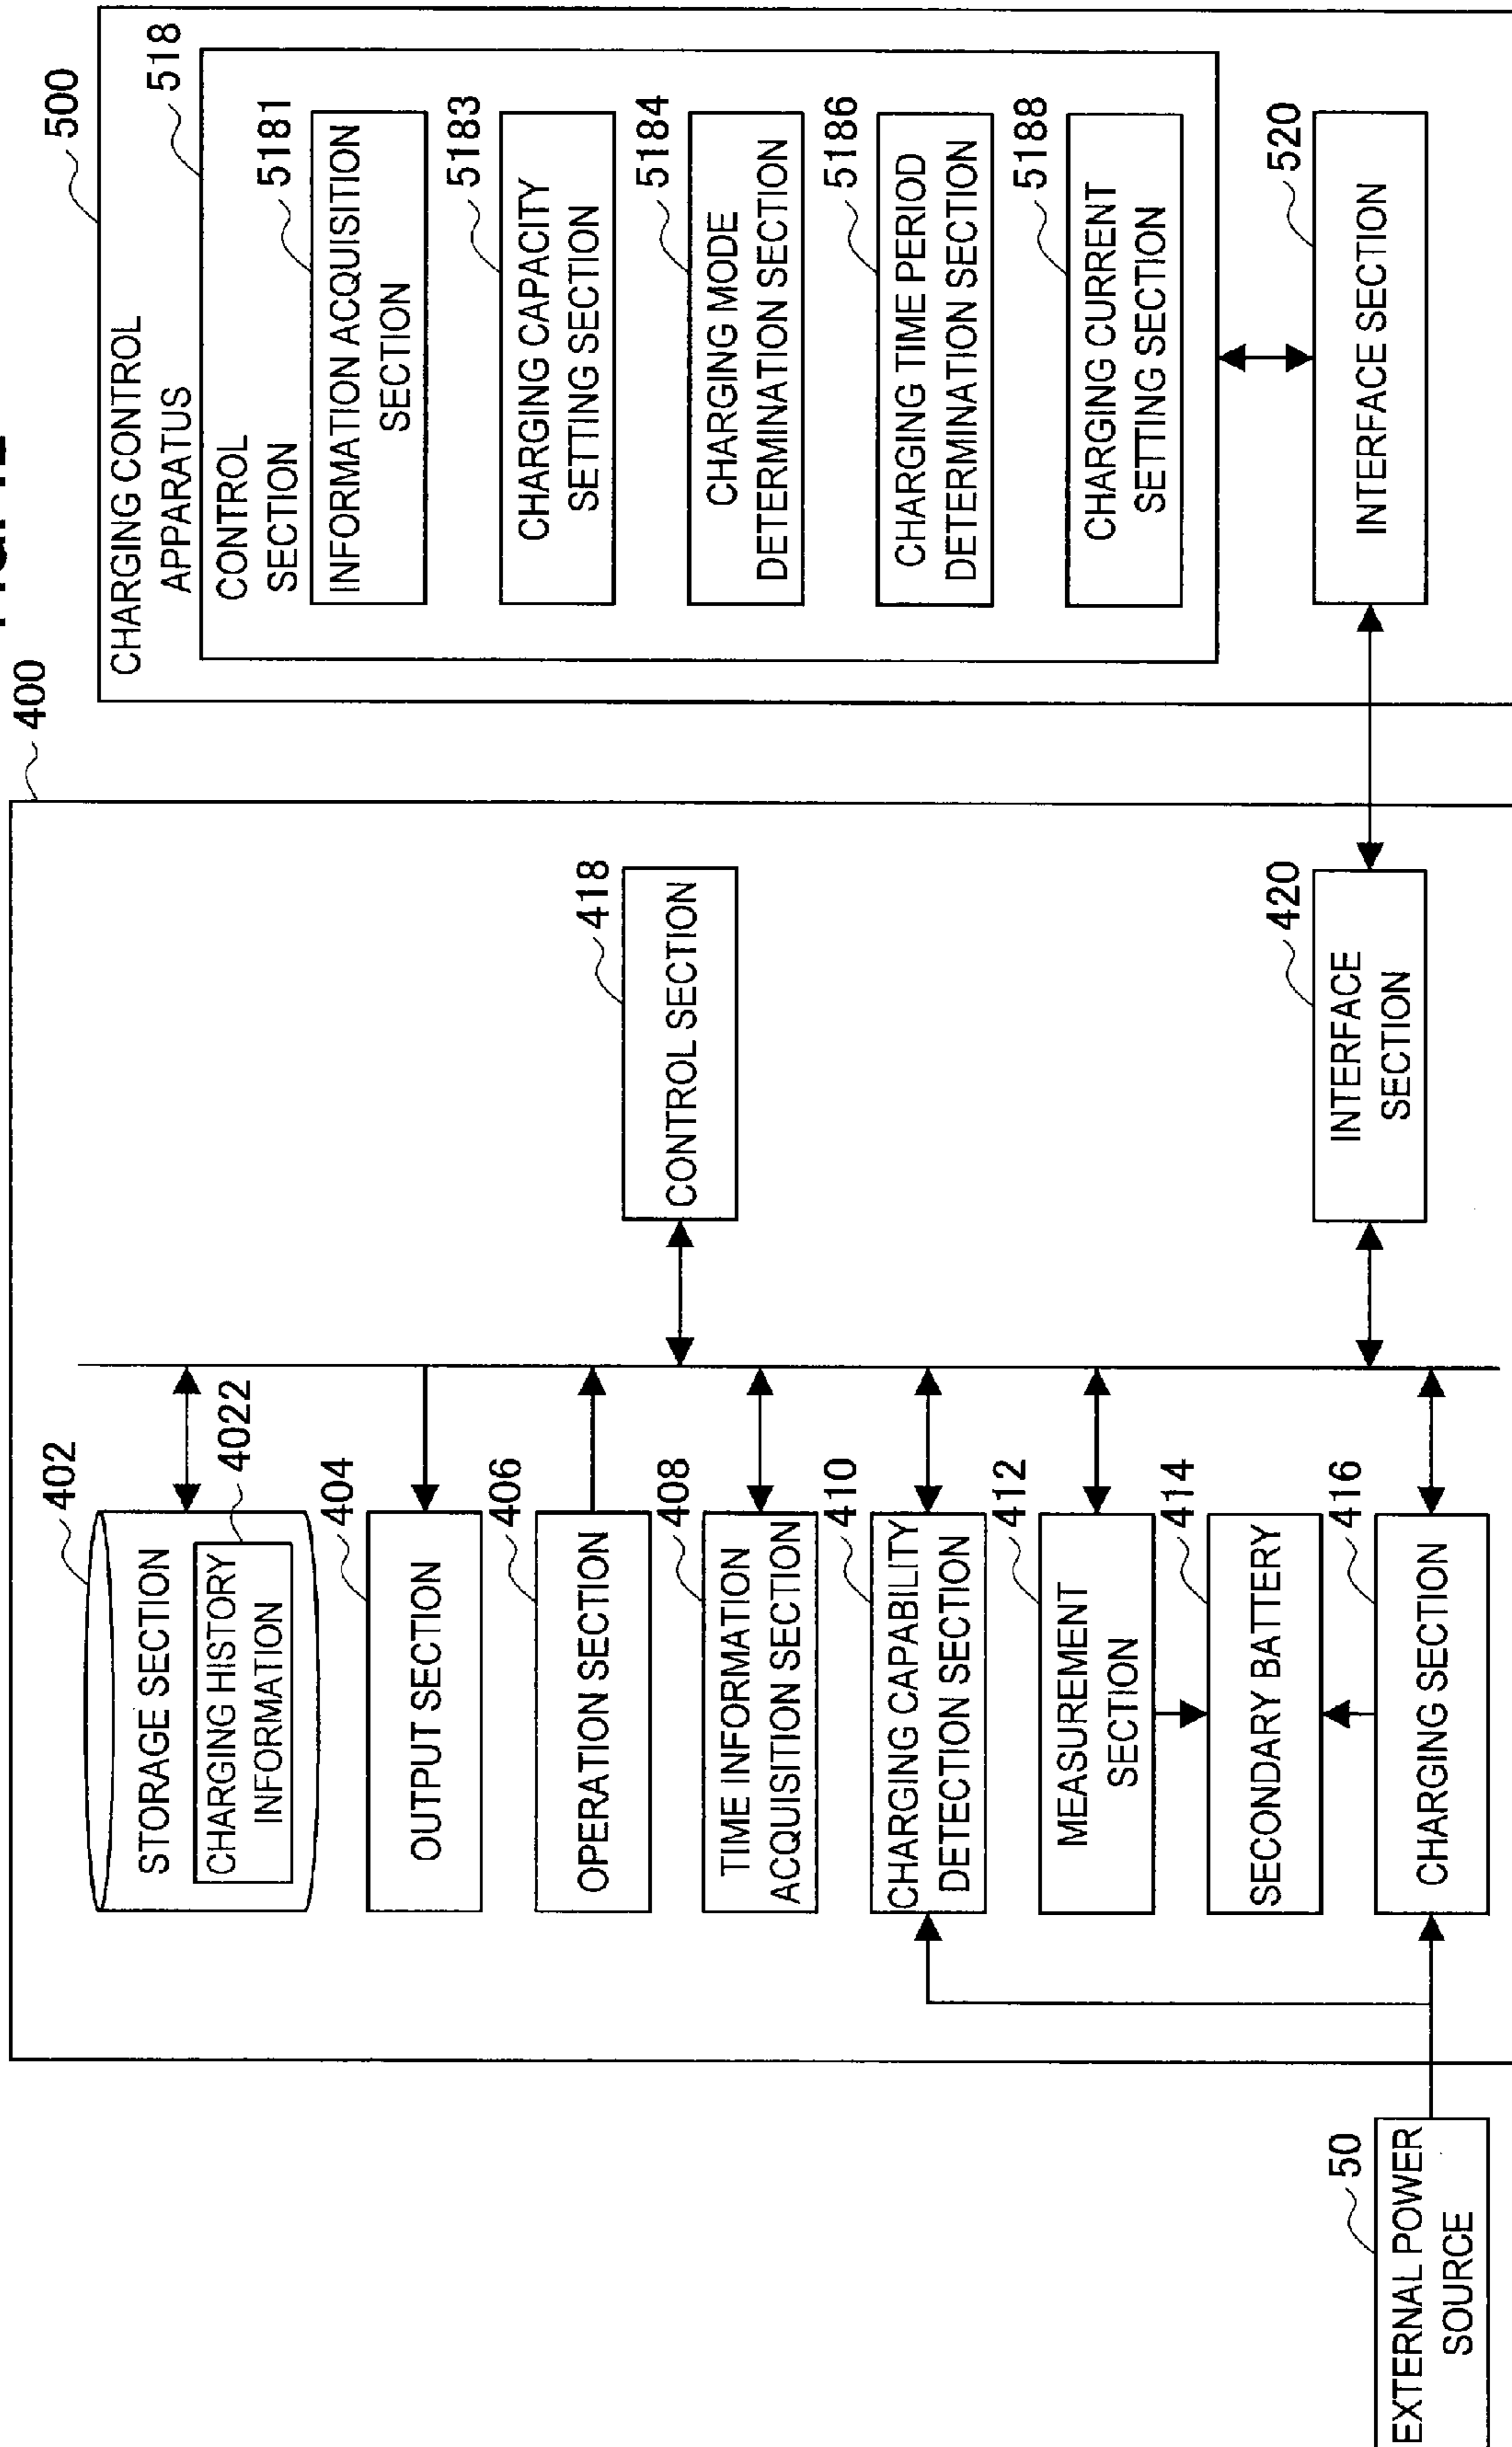 400
402
STORAGE SECTION
4022
CHARGING HISTORY
INFORMATION
404
OUTPUT SECTION
406
OPERATION SECTION
408
TIME INFORMATION
ACQUISITION SECTION
410
CHARGING CAPABILITY
DETECTION SECTION
412
MEASUREMENT
SECTION
414
SECONDARY BATTERY
416
CHARGING SECTION
50
EXTERNAL POWER
SOURCE
418
CONTROL SECTION
420
INTERFACE
SECTION
500
CHARGING CONTROL
APPARATUS
518
CONTROL
SECTION
5181
INFORMATION ACQUISITION
SECTION
5183
CHARGING CAPACITY
SETTING SECTION
5184
CHARGING MODE
DETERMINATION SECTION
5186
CHARGING TIME PERIOD
DETERMINATION SECTION
5188
CHARGING CURRENT
SETTING SECTION
520
INTERFACE SECTION